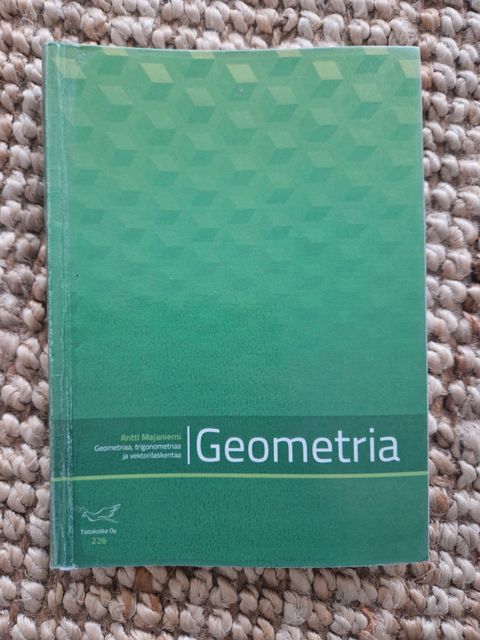 Antti Majaniemi
Geometriaa, trigonometriaa
ja vektorilaskentaa
Geometria
Tietokotka Oy
226